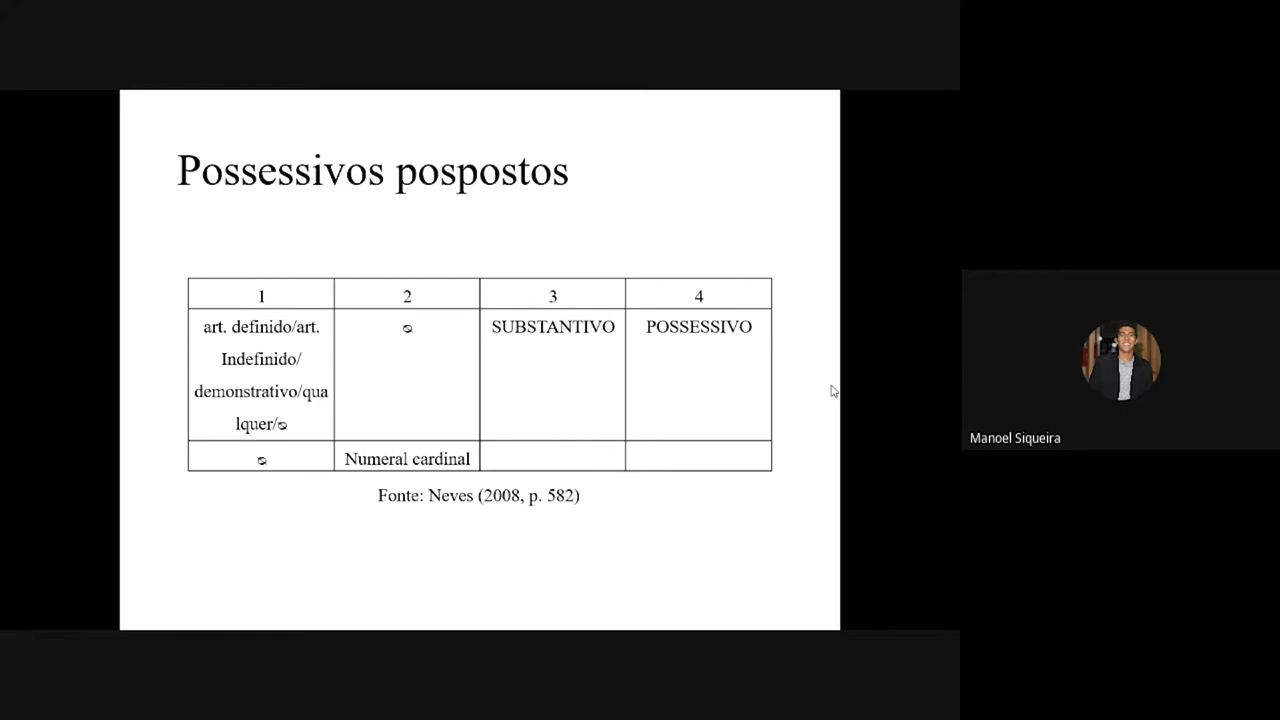 Possessivos pospostos
1 2 3 4
art. definido/art. ᴓ SUBSTANTIVO POSSESSIVO
Indefinido/
demonstrativo/qua
lquer/ᴓ
ᴓ Numeral cardinal
Fonte: Neves (2008, p. 582)
Manoel Siqueira